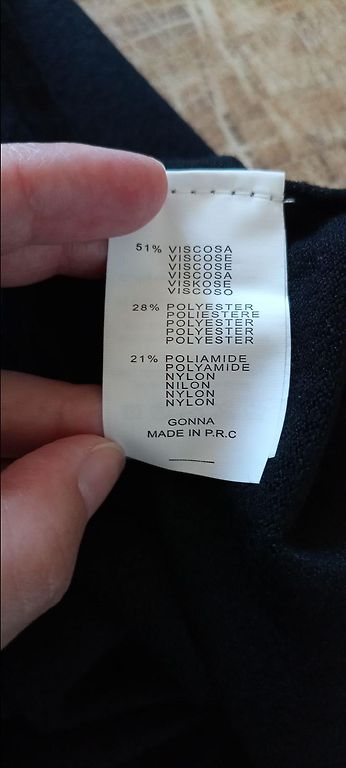 51% VISCOSA
VISCOSE
VISCOSE
VISCOSA
VISKOSE
VISCOSO
28% POLYESTER
POLIESTERE
POLYESTER
POLYESTER
POLYESTER
21% POLIAMIDE
POLYAMIDE
NYLON
NILON
NYLON
NYLON
GONNA
MADE IN P.R.C